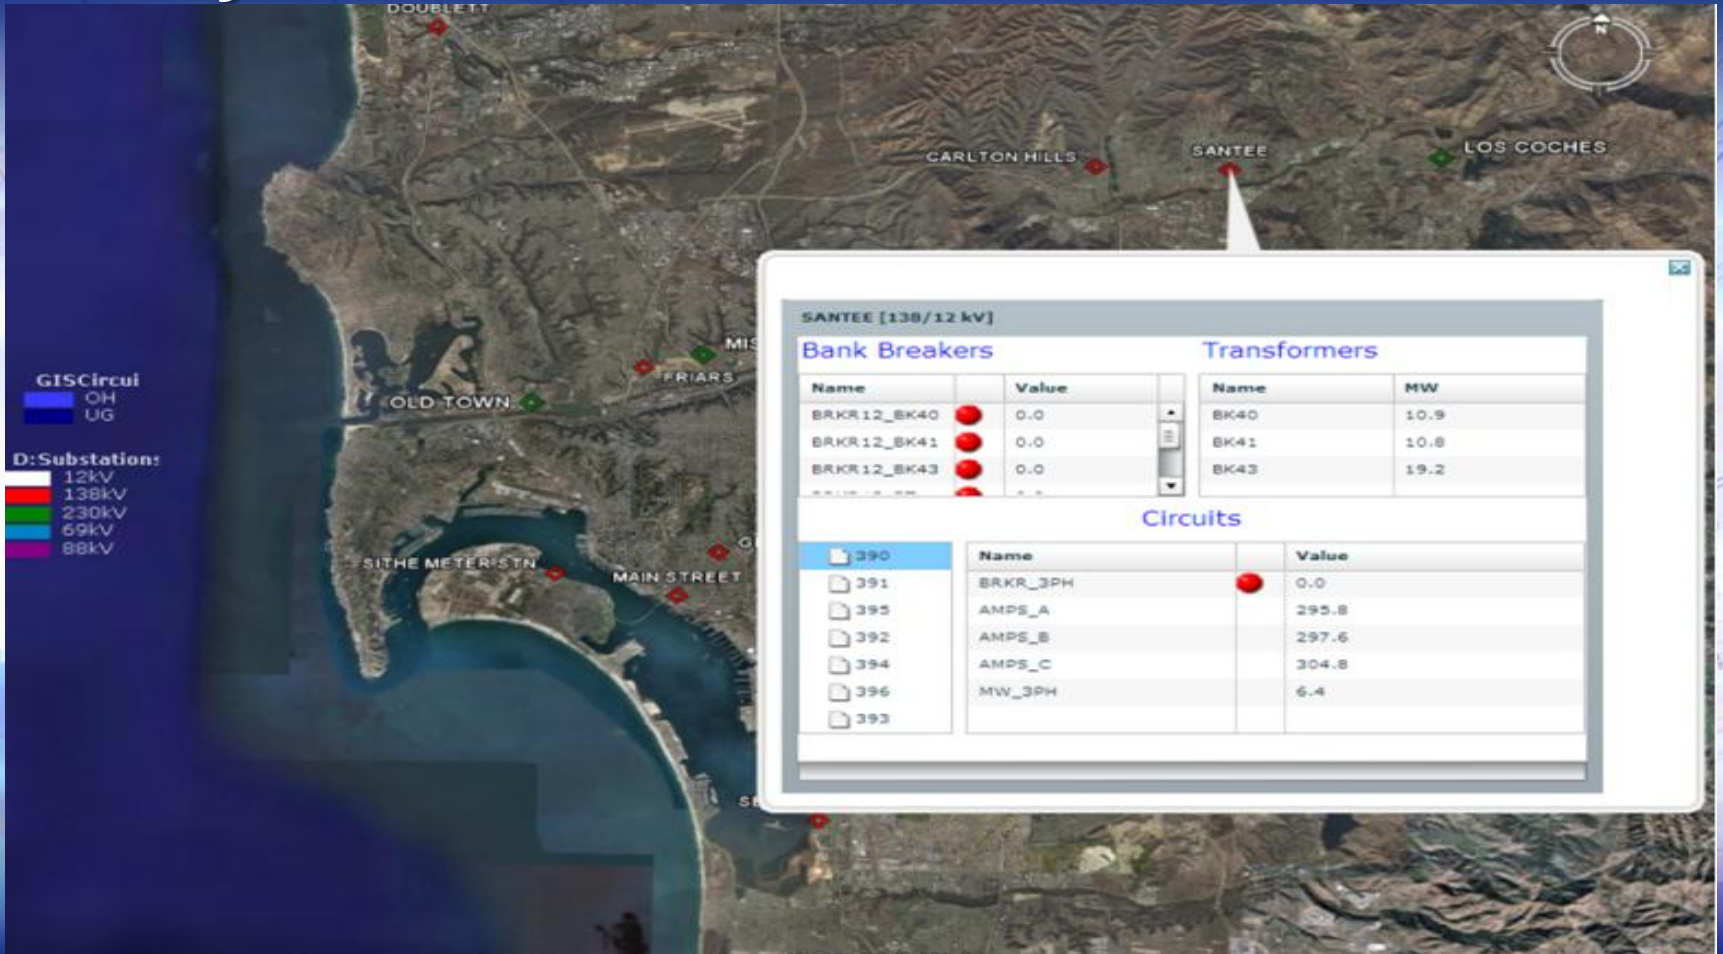 DOUBLETT
N
CARLTON HILLS
SANTEE
LOS COCHES
MIS
FRIARS
OLD TOWN
GISCircui
OH
UG
D:Substations
12kV
138kV
230kV
69kV
88kV
SITHE METER STN
MAIN STREET
G
SE
SANTEE [138/12 kV]
Bank Breakers
Transformers
Name Value
BRKR12_BK40 0.0
BRKR12_BK41 0.0
BRKR12_BK43 0.0
Name MW
BK40 10.9
BK41 10.8
BK43 19.2
Circuits
390
391
395
392
394
396
393
Name Value
BRKR_3PH 0.0
AMPS_A 295.8
AMPS_B 297.6
AMPS_C 304.8
MW_3PH 6.4